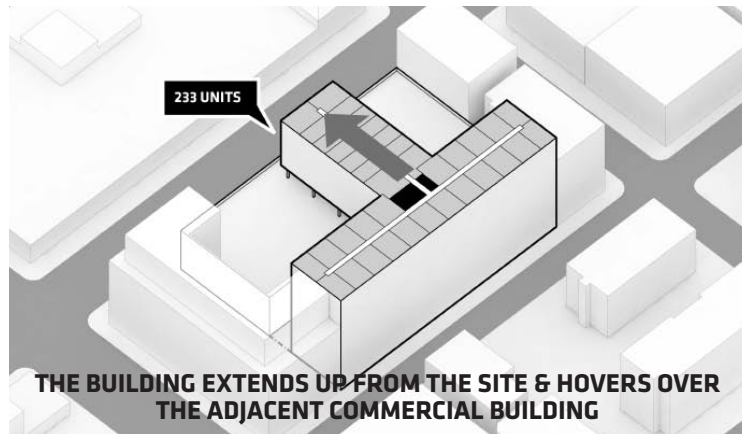 233 UNITS
THE BUILDING EXTENDS UP FROM THE SITE & HOVERS OVER
THE ADJACENT COMMERCIAL BUILDING